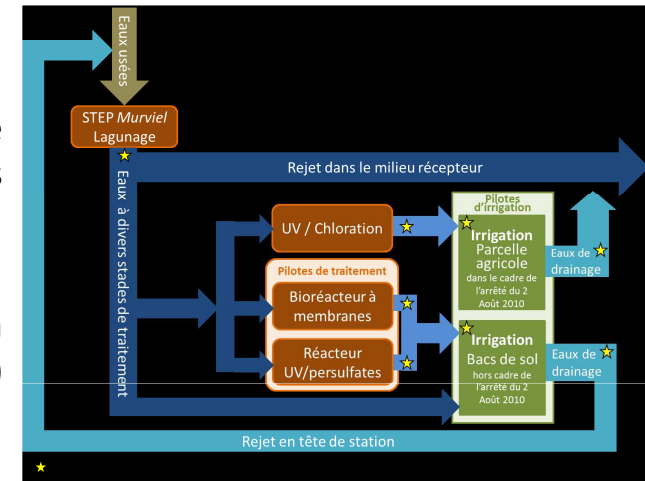 Eaux usées
STEP Murviel
Lagunage
Rejet dans le milieu récepteur
Eaux à divers stades de traitement
UV / Chloration
Pilotes de traitement
Bioréacteur à
membranes
Réacteur
UV/persulfates
Pilotes
d'irrigation
Irrigation
Parcelle
agricole
dans le cadre de
l'arrêté du 2
Août 2010
Eaux de
drainage
Irrigation
Bacs de sol
hors cadre de
l'arrêté du 2
Août 2010
Eaux de
drainage
Rejet en tête de station